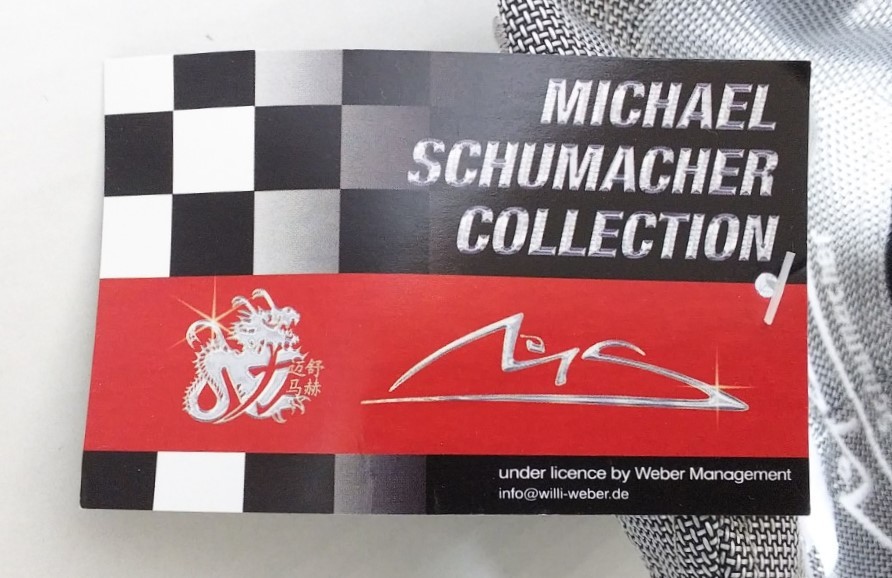 MICHAEL
SCHUMACHER
COLLECTION
迈舒
马赫
under licence by Weber Management
info@willi-weber.de